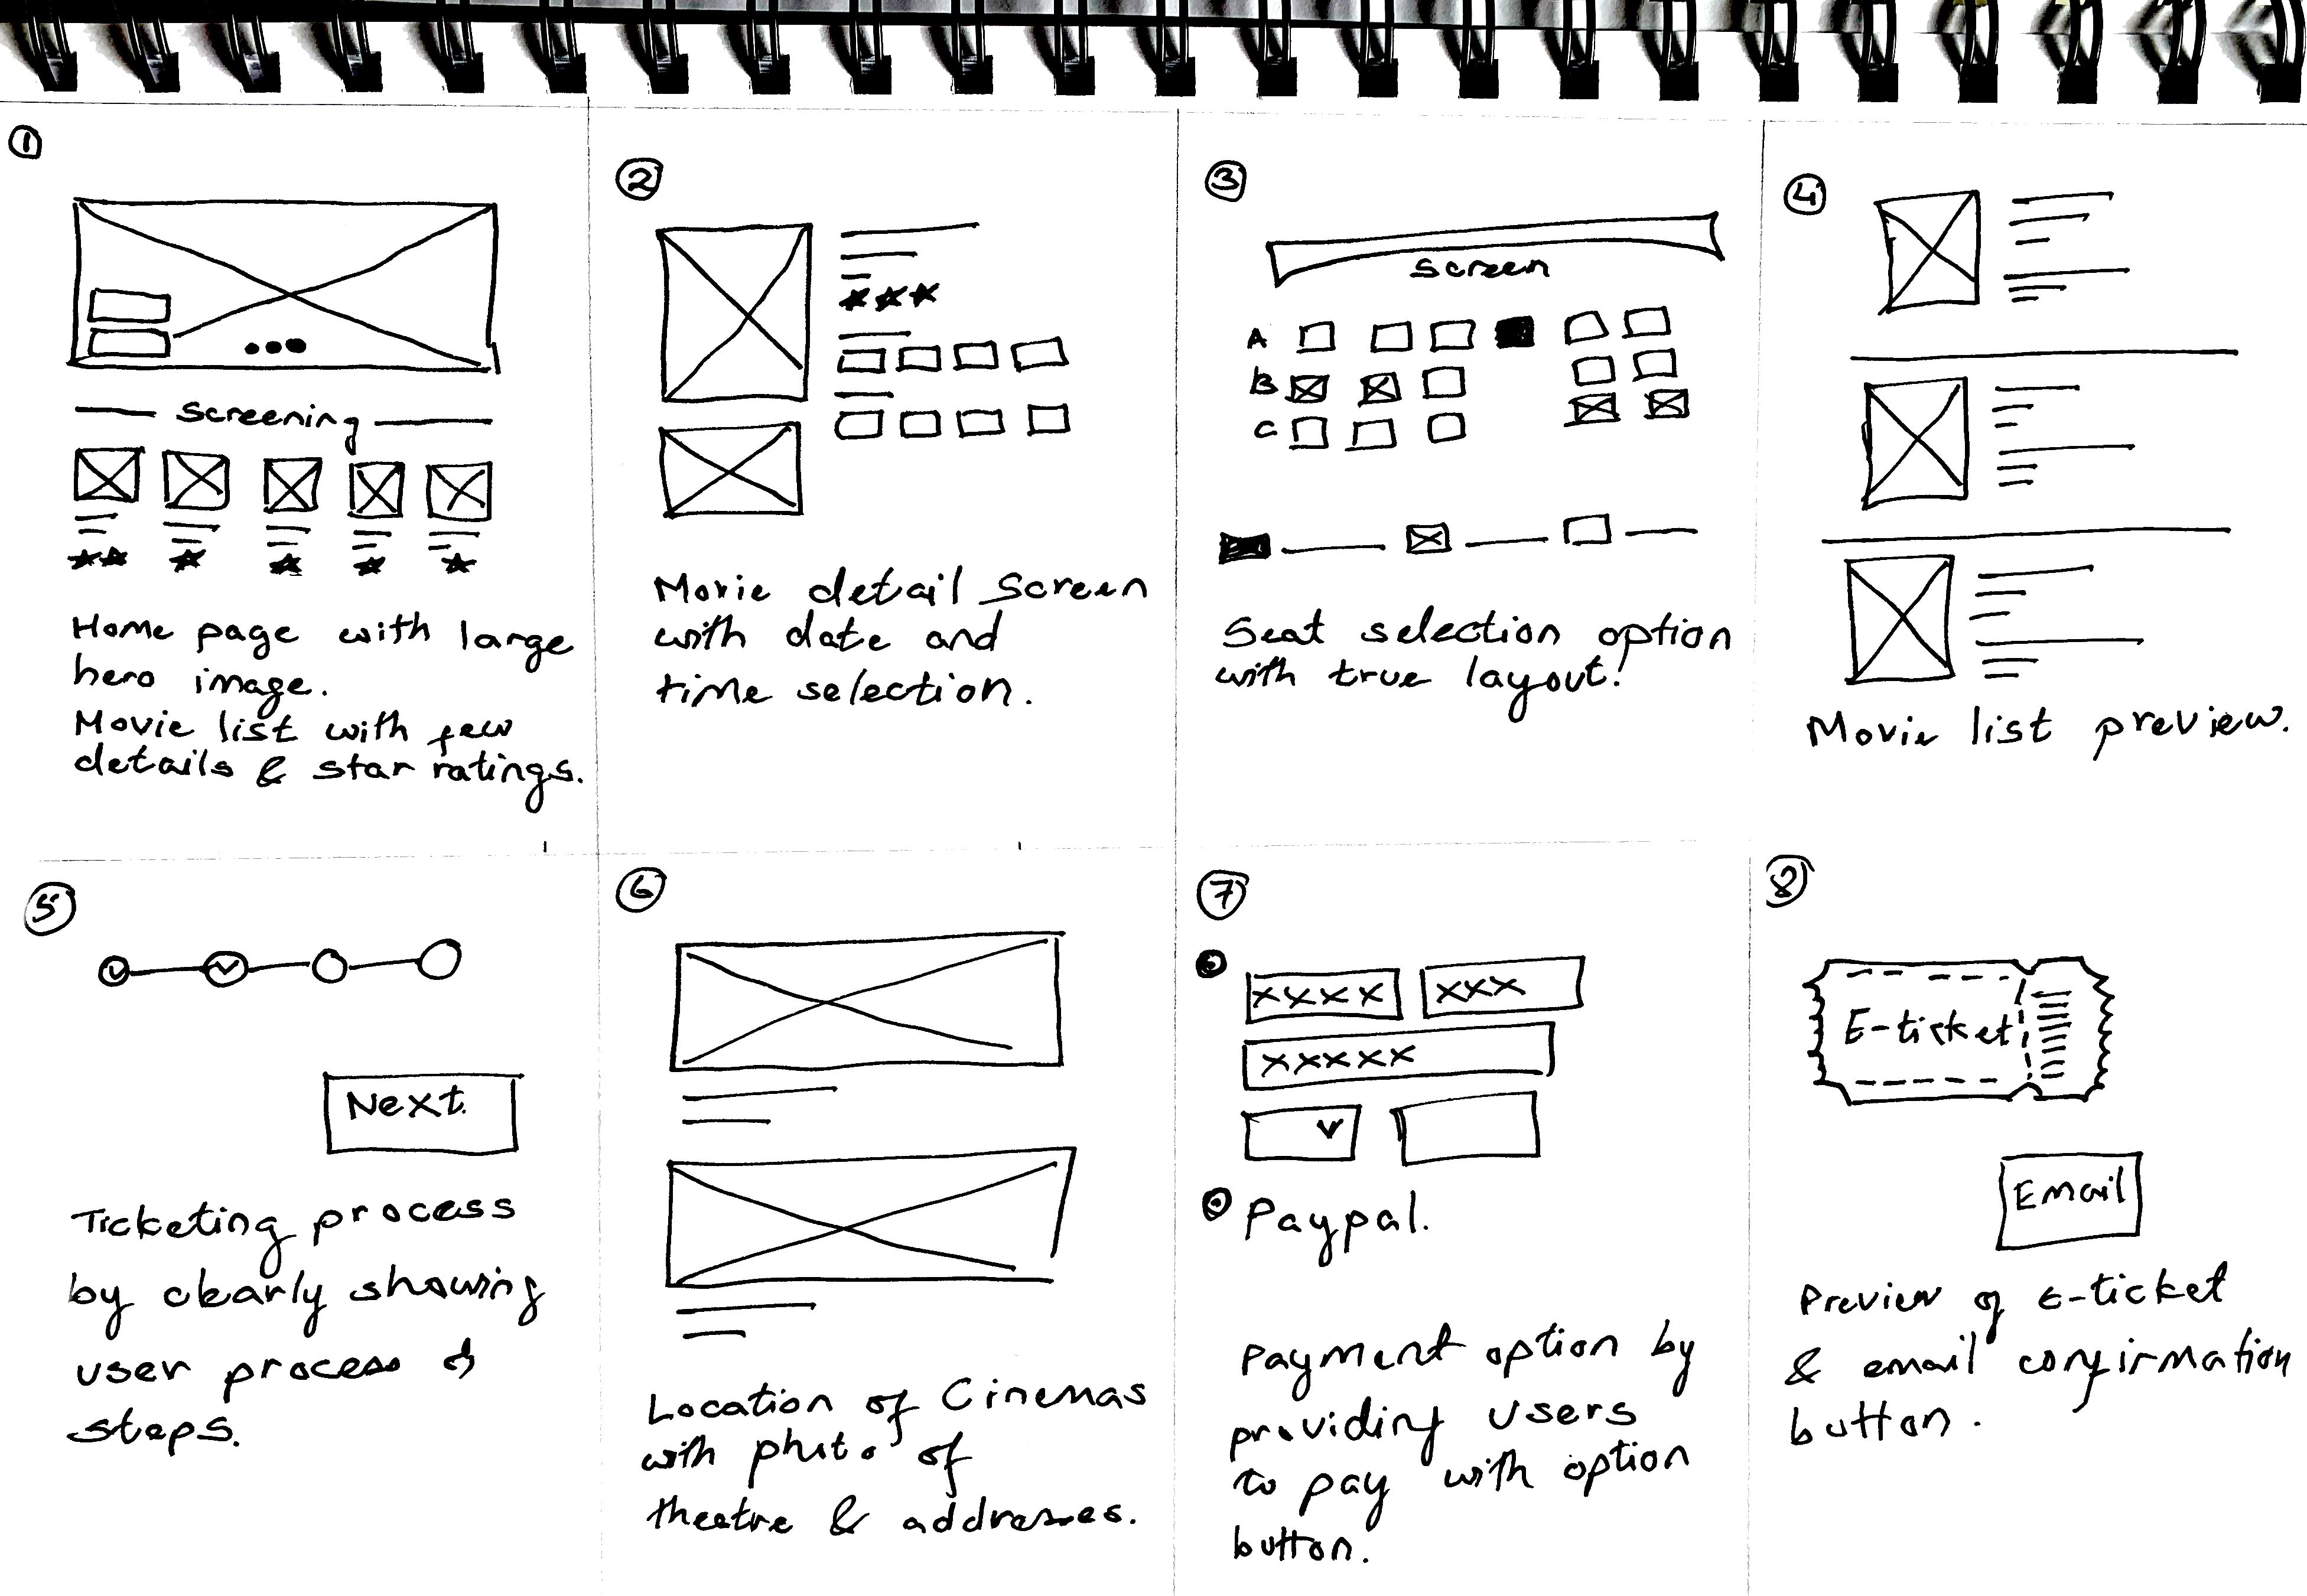 1
Screening
Home page with large
hero image.
Movie list with few
details & star ratings.
2
Movie detail screen
with date and
time selection.
3
Screen
A
B
C
Seat selection option
with true layout!
4
Movie list preview.
5
Next.
Ticketing process
by clearly showing
user process &
steps.
6
Location of Cinemas
with photo of
theatre & addresses.
7
XXXX XXX
XXXXX
Paypal.
Payment option by
providing users
to pay with option
button.
8
E-ticket
Email
Preview of E-ticket
& email confirmation
button.